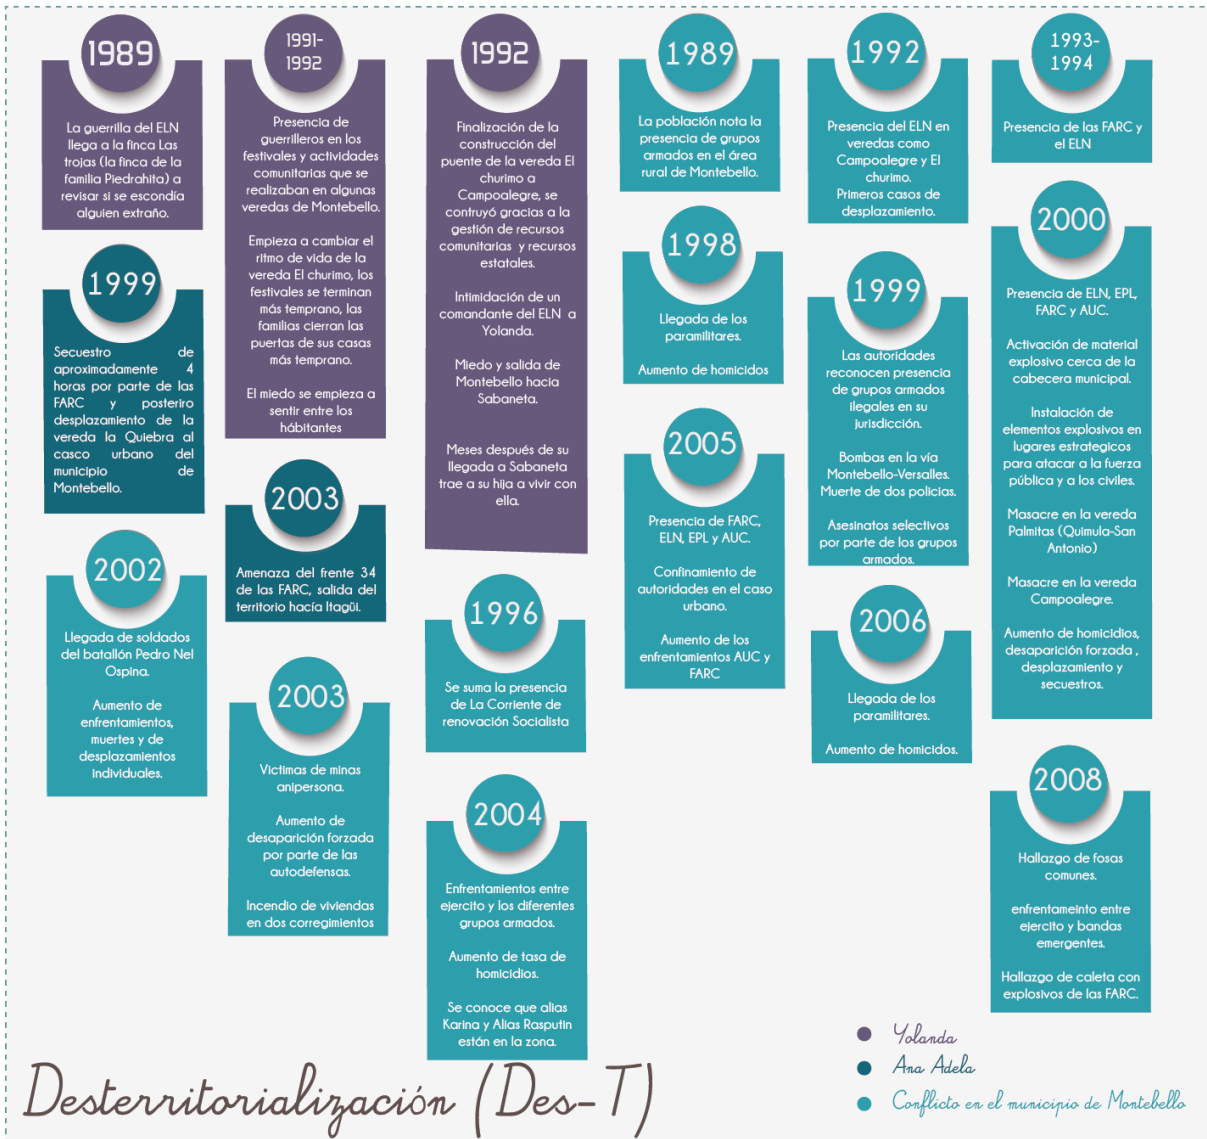 1989
La guerrilla del ELN
llega a la finca Las
trojas (la finca de la
familia Piedrahita) a
revisar si se escondía
alguien extraño.
1991-
1992
Presencia de
guerrilleros en los
festivales y actividades
comunitarias que se
realizaban en algunas
veredas de Montebello.
Empieza a cambiar el
ritmo de vida de la
vereda El churimo, los
festivales se terminan
más temprano, las
familias cierran las
puertas de sus casas
más temprano.
El miedo se empieza a
sentir entre los
hábitantes
1992
Finalización de la
construcción del
puente de la vereda El
churimo a
Campoalegre, se
contruyó gracias a la
gestión de recursos
comunitarias y recursos
estatales.
Intimidación de un
comandante del ELN a
Yolanda.
Miedo y salida de
Montebello hacia
Sabaneta.
Meses después de su
llegada a Sabaneta
trae a su hija a vivir con
ella.
1989
La población nota la
presencia de grupos
armados en el área
rural de Montebello.
1992
Presencia del ELN en
veredas como
Campoalegre y El
churimo.
Primeros casos de
desplazamiento.
1993-
1994
Presencia de las FARC y
el ELN
1999
Secuestro de
aproximadamente 4
horas por parte de las
FARC y posteriro
desplazamiento de la
vereda la Quiebra al
casco urbano del
municipio de
Montebello.
2003
Amenaza del frente 34
de las FARC, salida del
territorio hacía Itagüi.
1998
Llegada de los
paramilitares.
Aumento de homicidos
1999
Las autoridades
reconocen presencia
de grupos armados
ilegales en su
jurisdicción.
Bombas en la vía
Montebello-Versalles.
Muerte de dos policias.
Asesinatos selectivos
por parte de los grupos
armados.
2000
Presencia de ELN, EPL,
FARC y AUC.
Activación de material
explosivo cerca de la
cabecera municipal.
Instalación de
elementos explosivos en
lugares estrategicos
para atacar a la fuerza
pública y a los civiles.
Masacre en la vereda
Palmitas (Quimula-San
Antonio)
Masacre en la vereda
Campoalegre.
Aumento de homicidios,
desaparición forzada ,
desplazamiento y
secuestros.
2002
Llegada de soldados
del batallón Pedro Nel
Ospina.
Aumento de
enfrentamientos,
muertes y de
desplazamientos
individuales.
2003
Victimas de minas
anipersona.
Aumento de
desaparición forzada
por parte de las
autodefensas.
Incendio de viviendas
en dos corregimientos
1996
Se suma la presencia
de La Corriente de
renovación Socialista
2004
Enfrentamientos entre
ejercito y los diferentes
grupos armados.
Aumento de tasa de
homicidios.
Se conoce que alias
Karina y Alias Rasputin
están en la zona.
2005
Presencia de FARC,
ELN, EPL y AUC.
Confinamiento de
autoridades en el caso
urbano.
Aumento de los
enfrentamientos AUC y
FARC
2006
Llegada de los
paramilitares.
Aumento de homicidos.
2008
Hallazgo de fosas
comunes.
enfrentameinto entre
ejercito y bandas
emergentes.
Hallazgo de caleta con
explosivos de las FARC.
Yolanda
Ana Adela
Conflicto en el municipio de Montebello
Desterritorialización (Des-T)